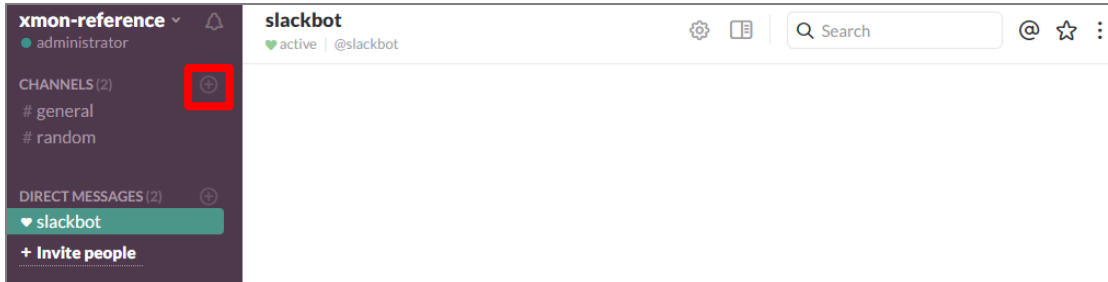 xmon-reference
administrator
CHANNELS (2)
# general
# random
DIRECT MESSAGES (2)
slackbot
+ Invite people
slackbot
active | @slackbot
Search